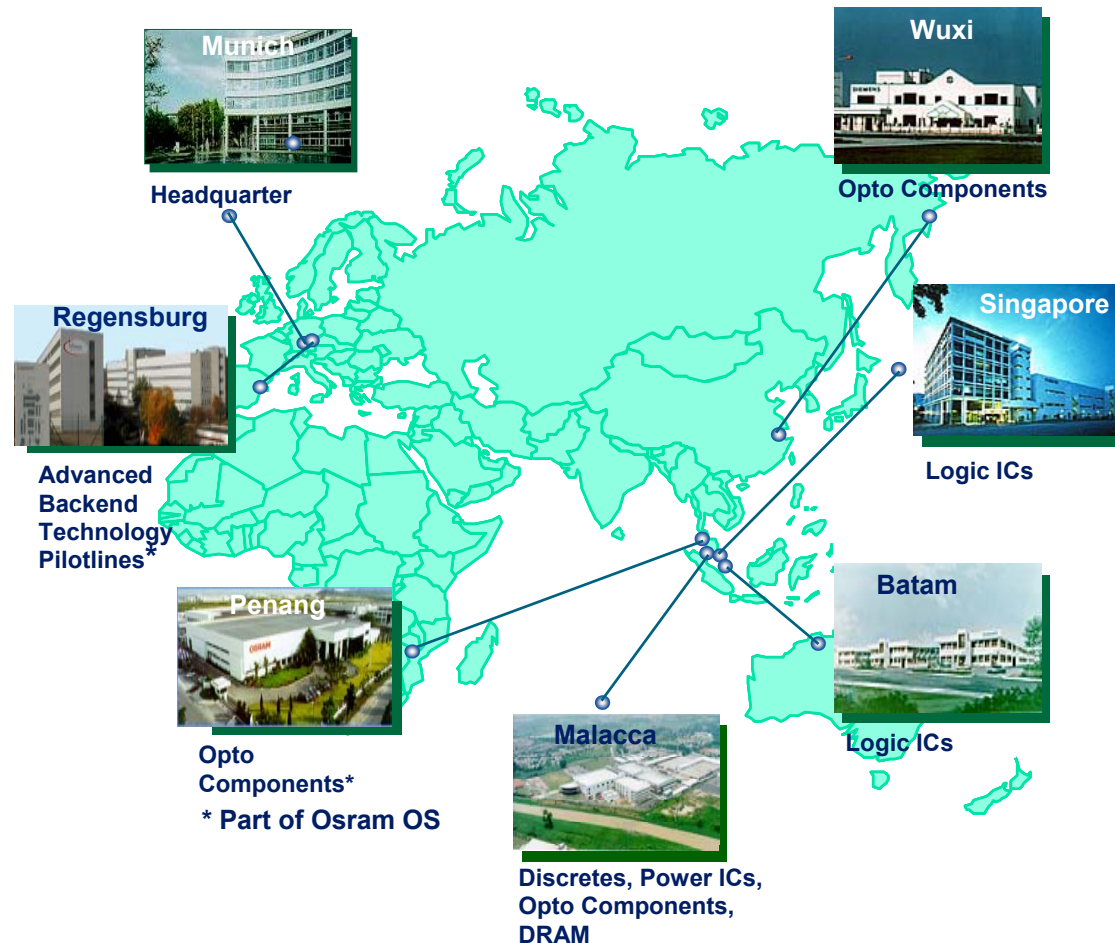 Munich
Headquarter
Wuxi
SIEMENS
Opto Components
Regensburg
Advanced
Backend
Technology
Pilotlines*
Singapore
Logic ICs
Penang
OSRAM
Opto
Components*
* Part of Osram OS
Malacca
Discretes, Power ICs,
Opto Components,
DRAM
Batam
Logic ICs